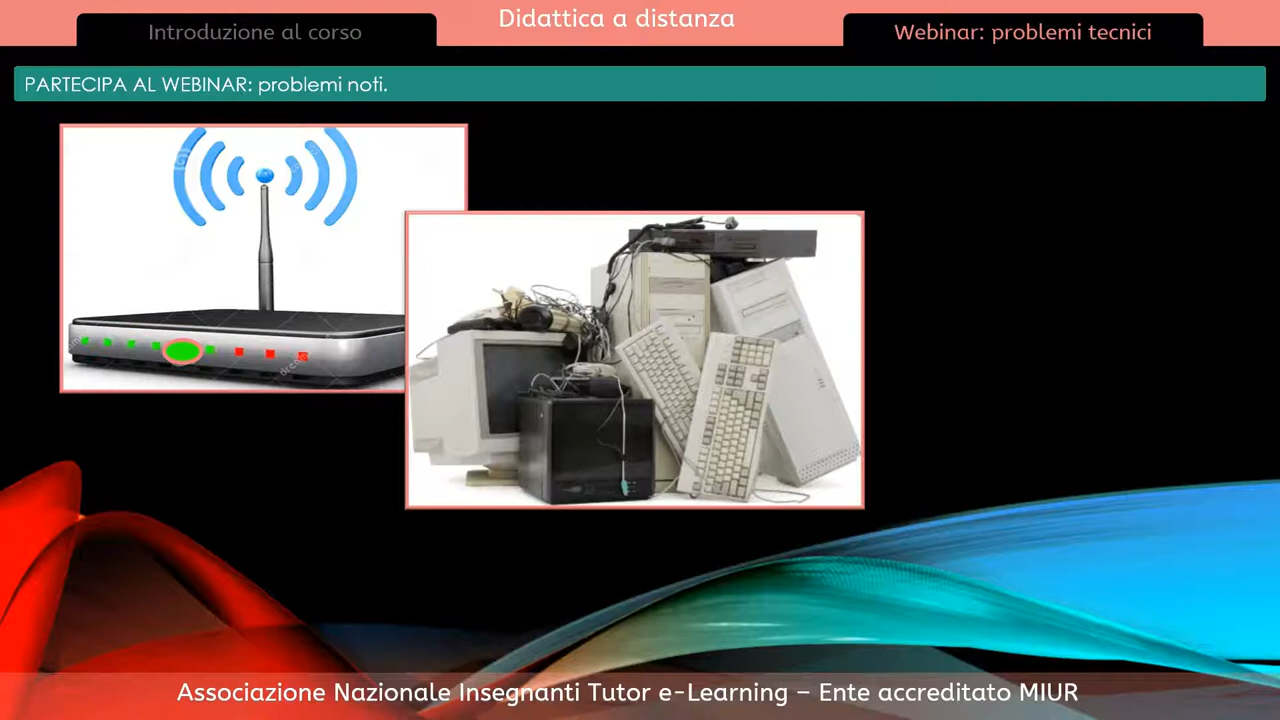 Didattica a distanza
Introduzione al corso
Webinar: problemi tecnici
PARTECIPA AL WEBINAR: problemi noti.
Associazione Nazionale Insegnanti Tutor e-Learning – Ente accreditato MIUR